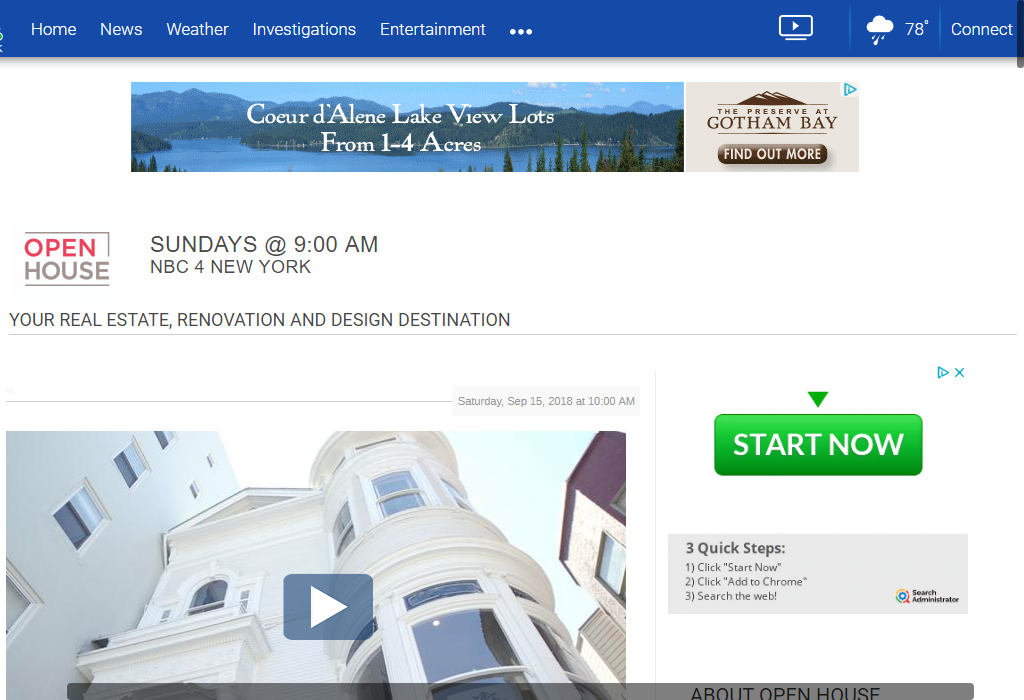 Home News Weather Investigations Entertainment ••• 78° Connect
Coeur d'Alene Lake View Lots
From 1-4 Acres
THE PRESERVE AT
GOTHAM BAY
FIND OUT MORE
OPEN
HOUSE
SUNDAYS @ 9:00 AM
NBC 4 NEW YORK
YOUR REAL ESTATE, RENOVATION AND DESIGN DESTINATION
Saturday, Sep 15, 2018 at 10:00 AM
START NOW
3 Quick Steps:
1) Click "Start Now"
2) Click "Add to Chrome"
3) Search the web!
Search
Administrator
ABOUT OPEN HOUSE